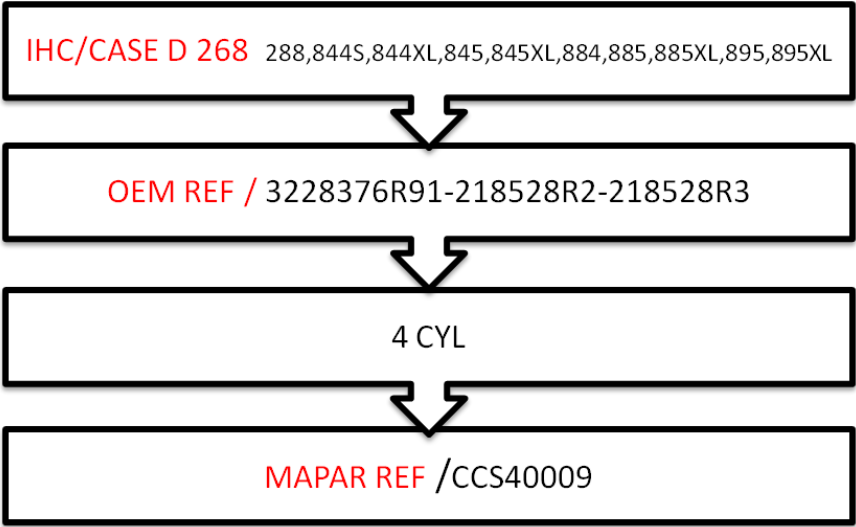 IHC/CASE D 268 288,844S,844XL,845,845XL,884,885,885XL,895,895XL
OEM REF / 3228376R91-218528R2-218528R3
4 CYL
MAPAR REF /CCS40009